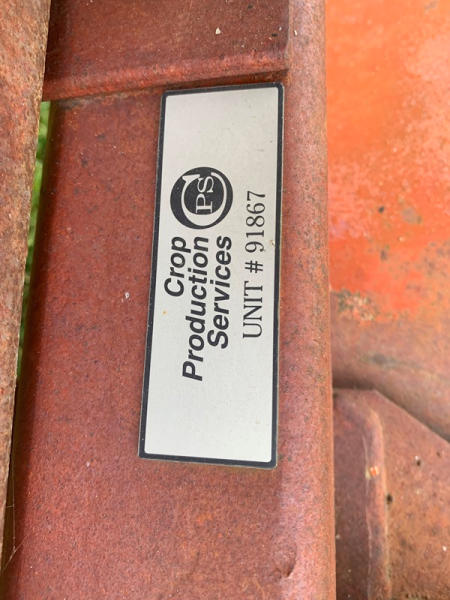 Crop
Production
Services
CPS
UNIT # 91867